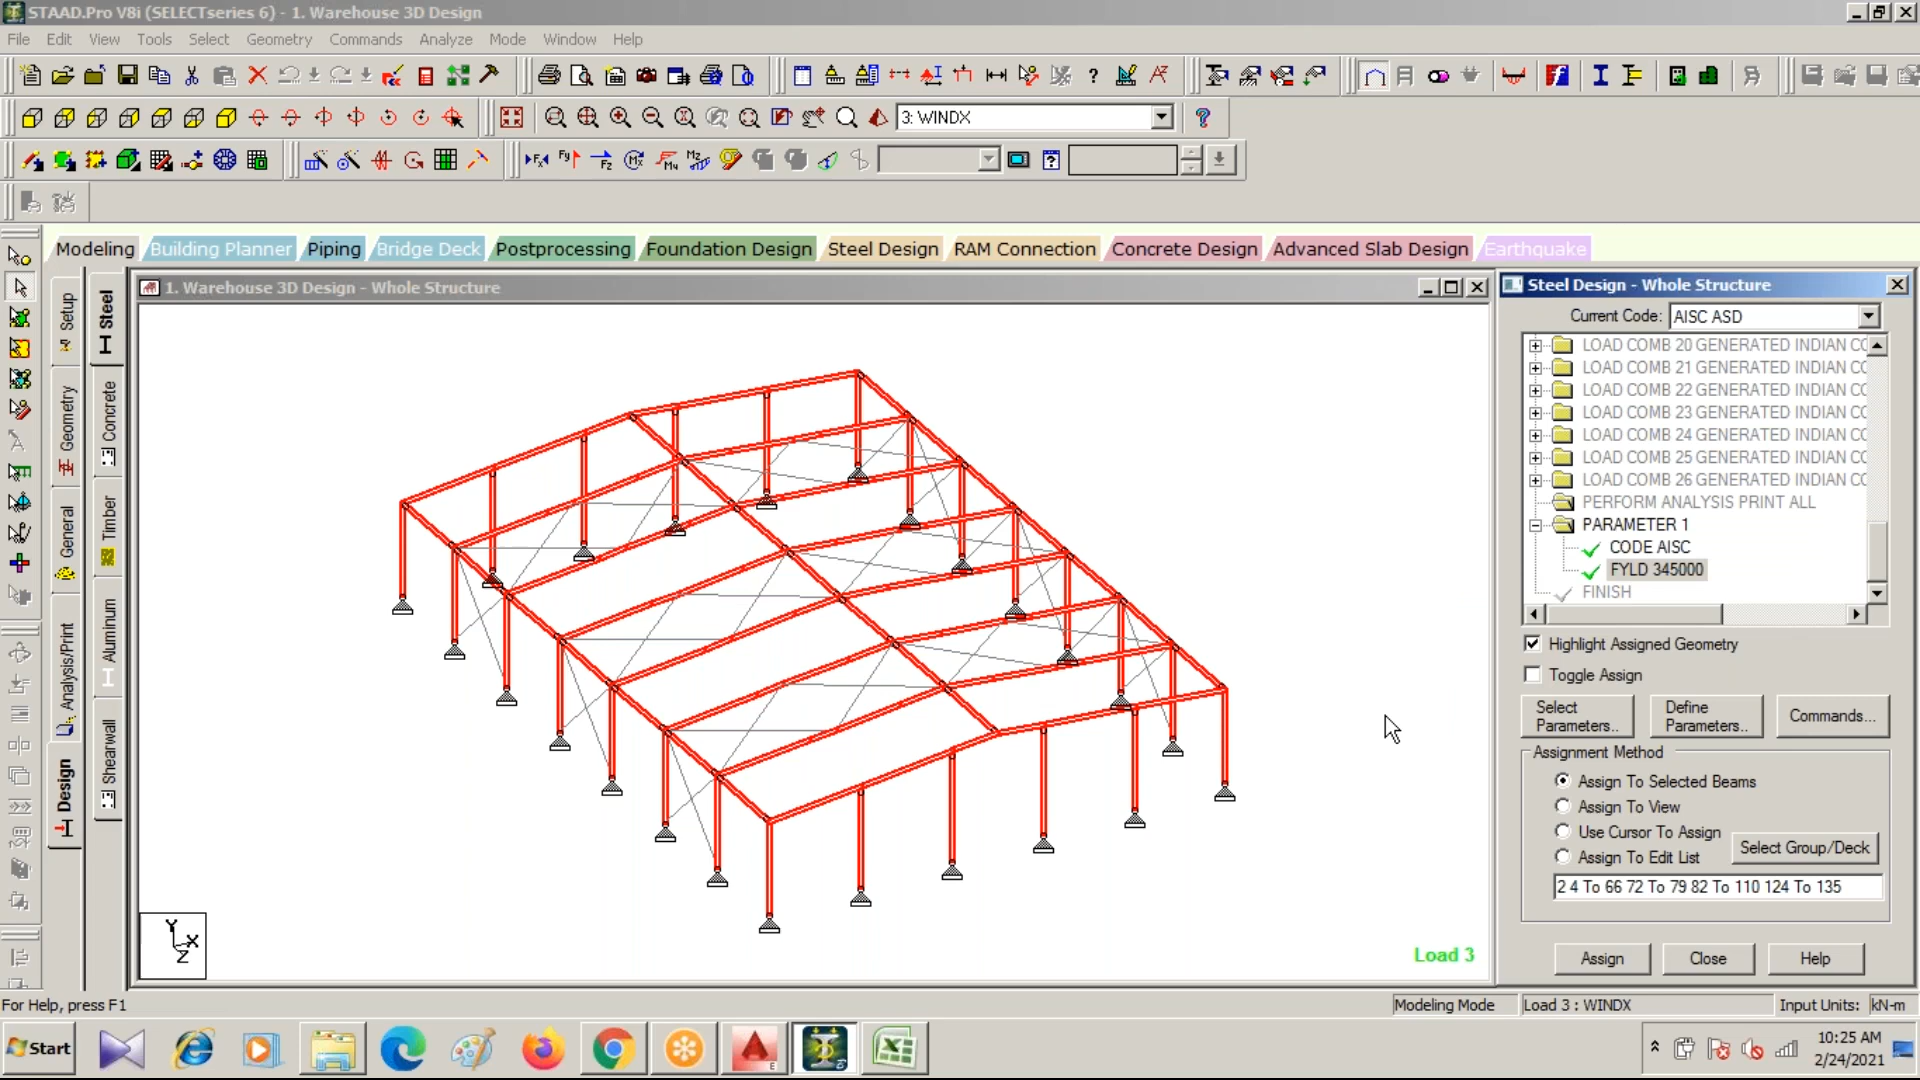 STAAD.Pro V8i (SELECTseries 6) - 1. Warehouse 3D Design
File Edit View Tools Select Geometry Commands Analyze Mode Window Help
3: WINDX
Modeling Building Planner Piping Bridge Deck Postprocessing Foundation Design Steel Design RAM Connection Concrete Design Advanced Slab Design Earthquake
Setup
Geometry
General
Analysis/Print
Design
Steel
Concrete
Timber
Aluminum
Shearwall
1. Warehouse 3D Design - Whole Structure
Load 3
Y
X
Z
Steel Design - Whole Structure
Current Code: AISC ASD
LOAD COMB 20 GENERATED INDIAN CO
LOAD COMB 21 GENERATED INDIAN CO
LOAD COMB 22 GENERATED INDIAN CO
LOAD COMB 23 GENERATED INDIAN CO
LOAD COMB 24 GENERATED INDIAN CO
LOAD COMB 25 GENERATED INDIAN CO
LOAD COMB 26 GENERATED INDIAN CO
PERFORM ANALYSIS PRINT ALL
PARAMETER 1
CODE AISC
FYLD 345000
FINISH
Highlight Assigned Geometry
Toggle Assign
Select Parameters..
Define Parameters..
Commands...
Assignment Method
Assign To Selected Beams
Assign To View
Use Cursor To Assign
Assign To Edit List
Select Group/Deck
2 4 To 66 72 To 79 82 To 110 124 To 135
Assign Close Help
For Help, press F1
Modeling Mode Load 3 : WINDX Input Units: kN-m
Start
10:25 AM
2/24/2021